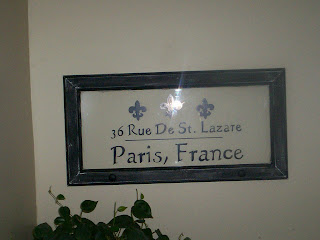 36 Rue De St. Lazare
Paris, France